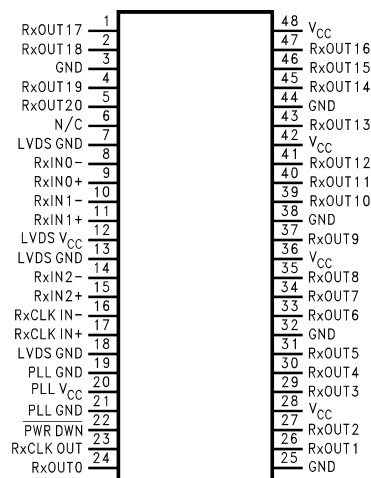 RxOUT17 1
RxOUT18 2
GND 3
RxOUT19 4
RxOUT20 5
N/C 6
LVDS GND 7
RxIN0- 8
RxIN0+ 9
RxIN1- 10
RxIN1+ 11
LVDS VCC 12
LVDS GND 13
RxIN2- 14
RxIN2+ 15
RxCLK IN- 16
RxCLK IN+ 17
LVDS GND 18
PLL GND 19
PLL VCC 20
PLL GND 21
PWR DWN 22
RxCLK OUT 23
RxOUT0 24
48 VCC
47 RxOUT16
46 RxOUT15
45 RxOUT14
44 GND
43 RxOUT13
42 VCC
41 RxOUT12
40 RxOUT11
39 RxOUT10
38 GND
37 RxOUT9
36 VCC
35 RxOUT8
34 RxOUT7
33 RxOUT6
32 GND
31 RxOUT5
30 RxOUT4
29 RxOUT3
28 VCC
27 RxOUT2
26 RxOUT1
25 GND